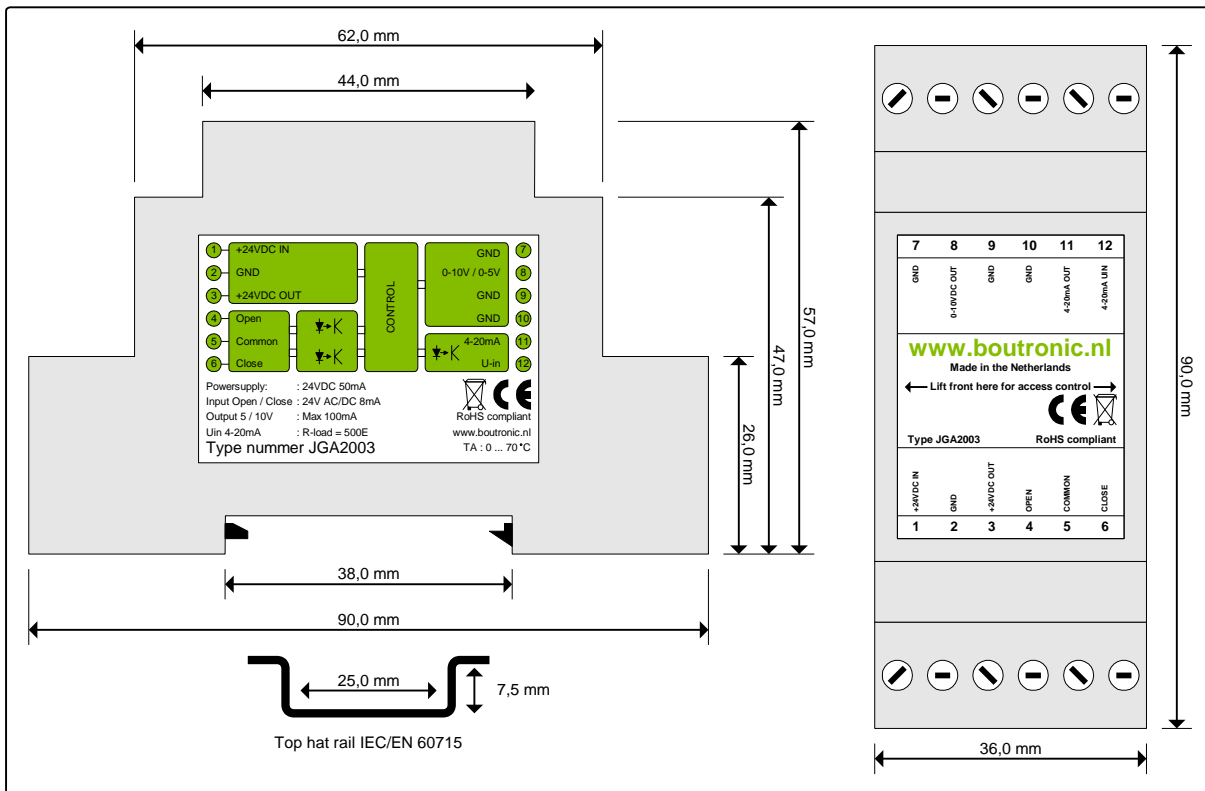 62,0 mm
44,0 mm
57,0 mm
47,0 mm
26,0 mm
1 +24VDC IN
2 GND
3 +24VDC OUT
4 Open
5 Common
6 Close
CONTROL
GND 7
0-10V / 0-5V 8
GND 9
GND 10
4-20mA 11
U-in 12
Powersupply: : 24VDC 50mA
Input Open / Close : 24V AC/DC 8mA
Output 5 / 10V : Max 100mA
Uin 4-20mA : R-load = 500E
Type nummer JGA2003
CE
RoHS compliant
www.boutronic.nl
TA : 0 ... 70 °C
38,0 mm
90,0 mm
25,0 mm
7,5 mm
Top hat rail IEC/EN 60715
7 8 9 10 11 12
GND
0-10VDC OUT
GND
GND
4-20mA OUT
4-20mA UIN
www.boutronic.nl
Made in the Netherlands
Lift front here for access control
CE
Type JGA2003 RoHS compliant
+24VDC IN
GND
+24VDC OUT
OPEN
COMMON
CLOSE
1 2 3 4 5 6
90,0 mm
36,0 mm